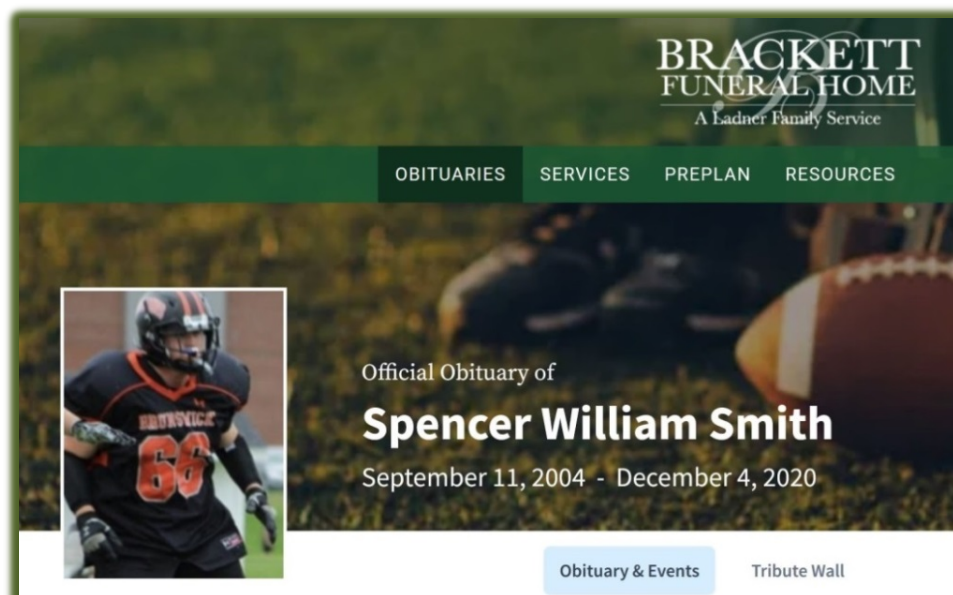 BRACKETT
FUNERAL HOME
A Ladner Family Service
OBITUARIES SERVICES PREPLAN RESOURCES
Official Obituary of
Spencer William Smith
September 11, 2004 - December 4, 2020
BRUNSWICK
66
Obituary & Events Tribute Wall